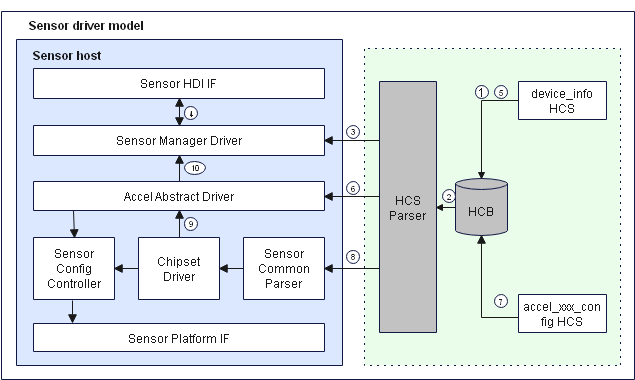 Sensor driver model
Sensor host
Sensor HDI IF
4
Sensor Manager Driver
3
10
Accel Abstract Driver
6
9
Sensor
Config
Controller
Chipset
Driver
Sensor
Common
Parser
8
Sensor Platform IF
HCS
Parser
2
HCB
1 5
device_info
HCS
7
accel_xxx_con
fig HCS